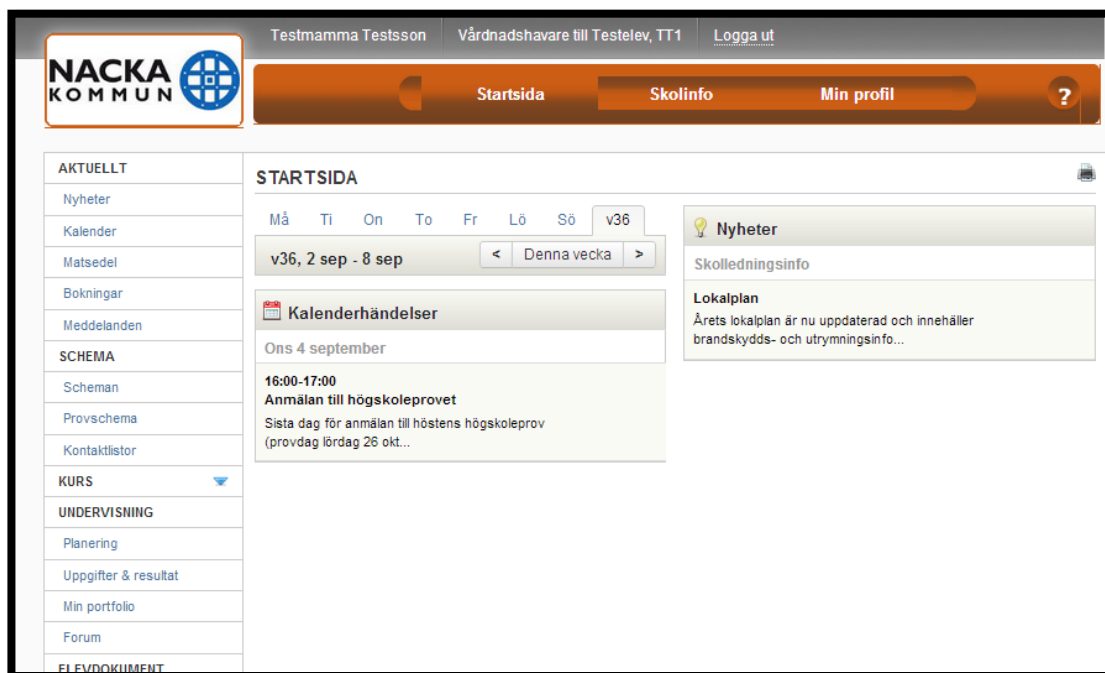 Testmamma Testsson Vårdnadshavare till Testelev, TT1 Logga ut
NACKA
KOMMUN
Startsida Skolinfo Min profil ?
AKTUELLT
Nyheter
Kalender
Matsedel
Bokningar
Meddelanden
SCHEMA
Scheman
Provschema
Kontaktlistor
KURS
UNDERVISNING
Planering
Uppgifter & resultat
Min portfolio
Forum
ELEVDOKUMENT
STARTSIDA
Må Ti On To Fr Lö Sö v36
v36, 2 sep - 8 sep < Denna vecka >
Kalenderhändelser
Ons 4 september
16:00-17:00
Anmälan till högskoleprovet
Sista dag för anmälan till höstens högskoleprov
(provdag lördag 26 okt...
Nyheter
Skolledningsinfo
Lokalplan
Årets lokalplan är nu uppdaterad och innehåller
brandskydds- och utrymningsinfo...